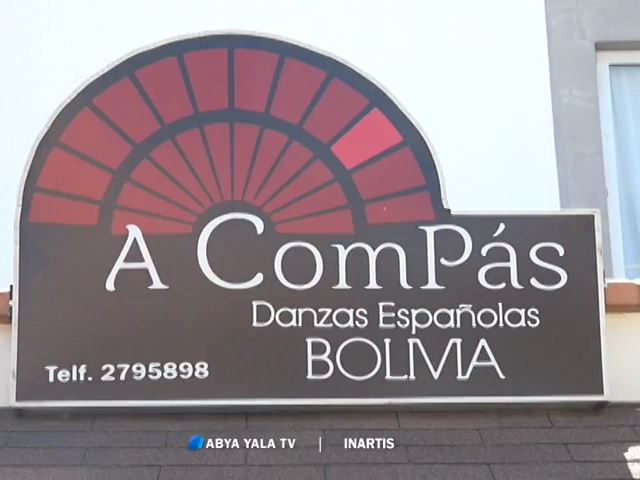 A ComPás
Danzas Españolas
BOLIVIA
Telf. 2795898
ABYA YALA TV | INARTIS